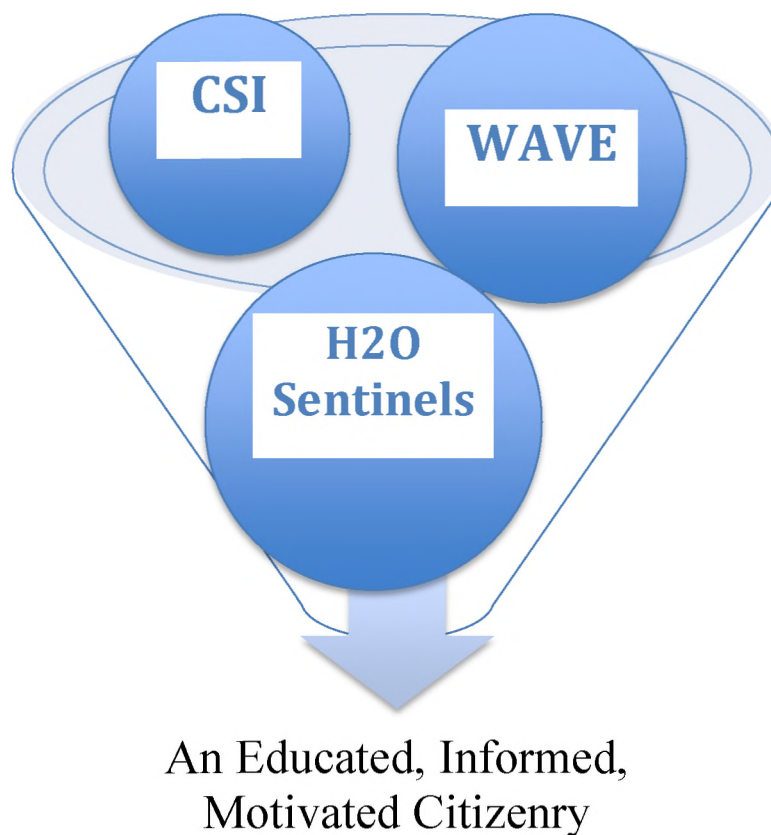 CSI
WAVE
H2O
Sentinels
An Educated, Informed,
Motivated Citizenry